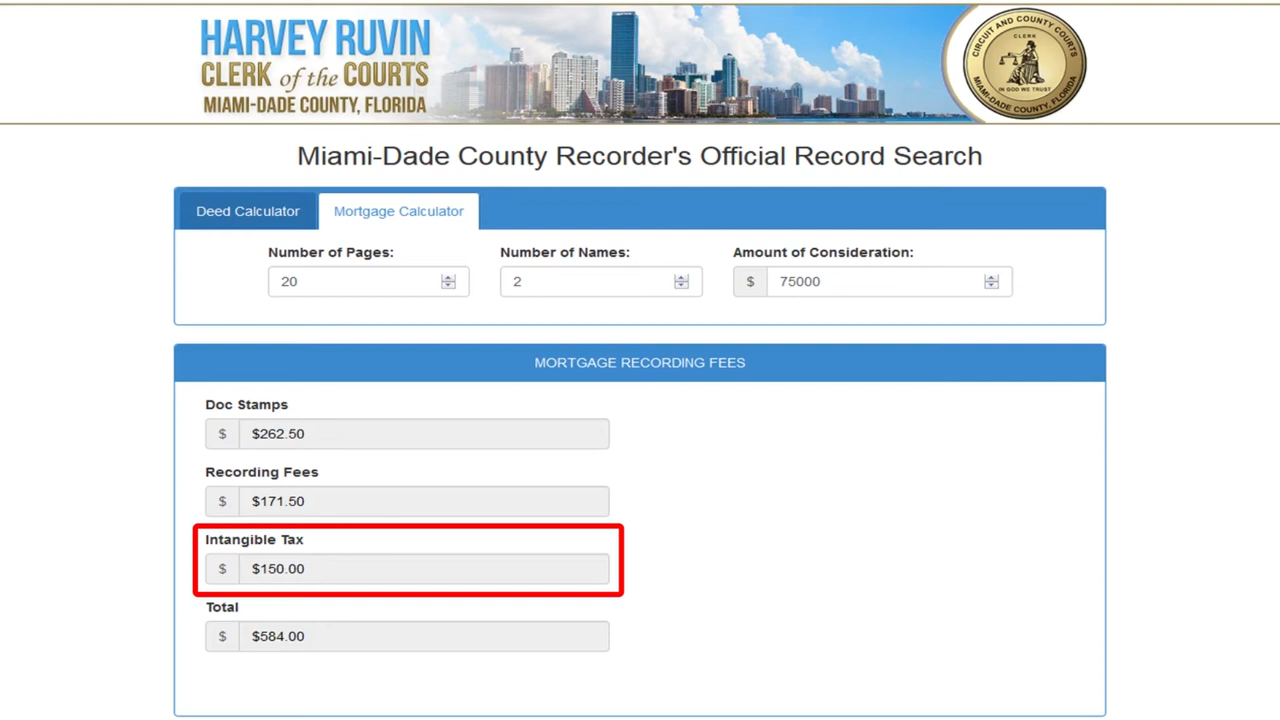 HARVEY RUVIN
CLERK of the COURTS
MIAMI-DADE COUNTY, FLORIDA
CIRCUIT AND COUNTY COURTS
CLERK
IN GOD WE TRUST
MIAMI-DADE COUNTY, FLORIDA
Miami-Dade County Recorder's Official Record Search
Deed Calculator Mortgage Calculator
Number of Pages: Number of Names: Amount of Consideration:
20 2 $ 75000
MORTGAGE RECORDING FEES
Doc Stamps
$ $262.50
Recording Fees
$ $171.50
Intangible Tax
$ $150.00
Total
$ $584.00